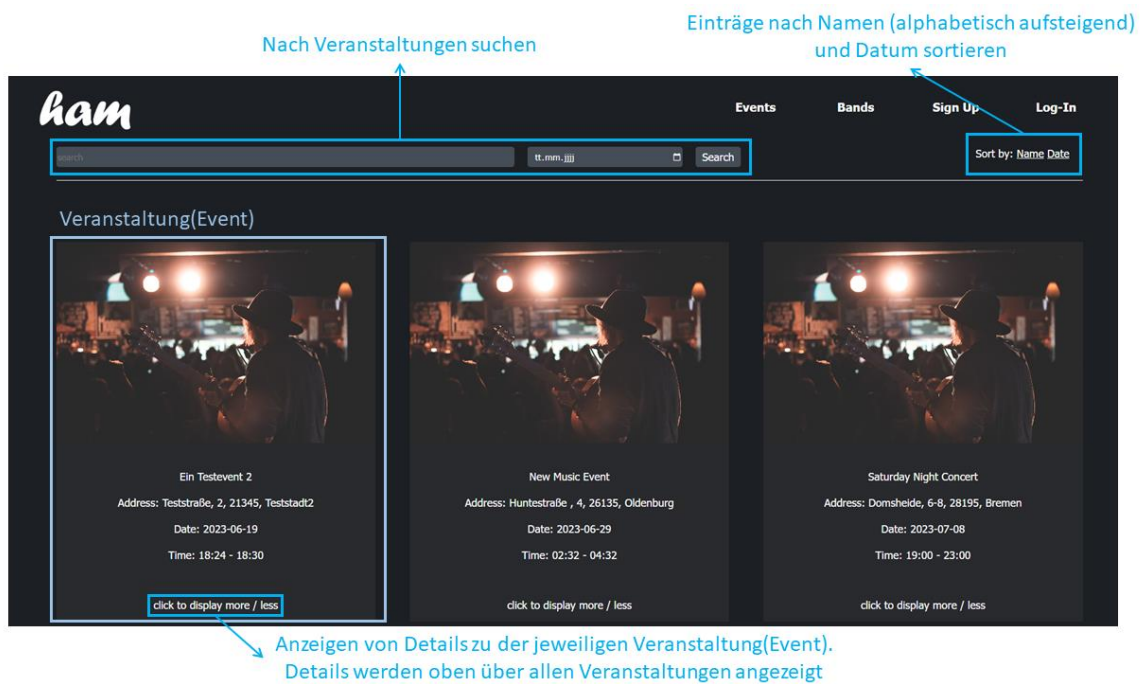 Einträge nach Namen (alphabetisch aufsteigend)
und Datum sortieren
Nach Veranstaltungen suchen
ham
Events Bands Sign Up Log-In
search tt.mm.jjjj Search Sort by: Name Date
Veranstaltung(Event)
Ein Testevent 2
Address: Teststraße, 2, 21345, Teststadt2
Date: 2023-06-19
Time: 18:24 - 18:30
click to display more / less
New Music Event
Address: Huntestraße , 4, 26135, Oldenburg
Date: 2023-06-29
Time: 02:32 - 04:32
click to display more / less
Saturday Night Concert
Address: Domsheide, 6-8, 28195, Bremen
Date: 2023-07-08
Time: 19:00 - 23:00
click to display more / less
Anzeigen von Details zu der jeweiligen Veranstaltung(Event).
Details werden oben über allen Veranstaltungen angezeigt